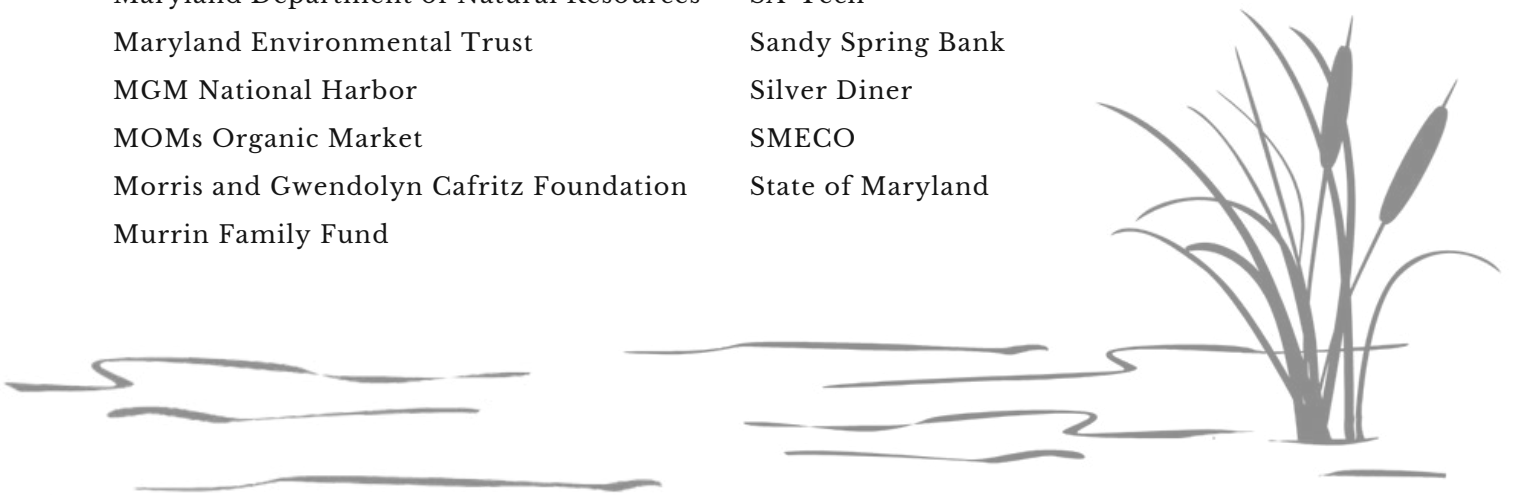 Maryland Department of Natural Resources
Maryland Environmental Trust
MGM National Harbor
MOMs Organic Market
Morris and Gwendolyn Cafritz Foundation
Murrin Family Fund
Sandy Spring Bank
Silver Diner
SMECO
State of Maryland